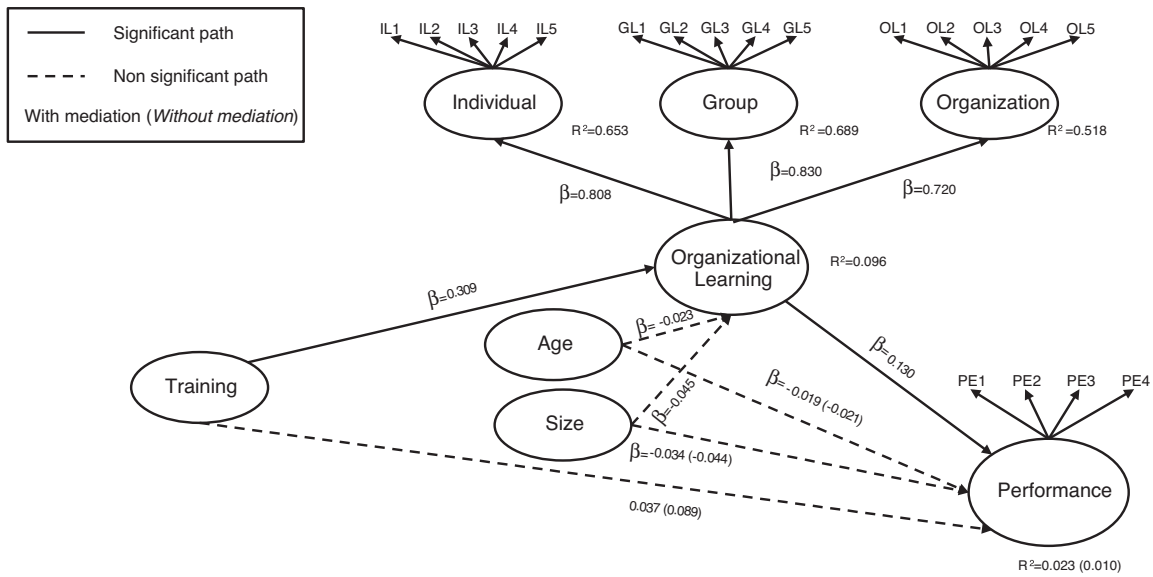 Significant path
Non significant path
With mediation (Without mediation)
IL1 IL2 IL3 IL4 IL5
GL1 GL2 GL3 GL4 GL5
OL1 OL2 OL3 OL4 OL5
Individual
Group
Organization
R²=0.653
R²=0.689
R²=0.518
β=0.808
β=0.830
β=0.720
Organizational
Learning
R²=0.096
β=0.309
β= -0.023
Age
β=0.130
Training
β=-0.045
β= -0.019 (-0.021)
PE1 PE2 PE3 PE4
Size
β=-0.034 (-0.044)
Performance
0.037 (0.089)
R²=0.023 (0.010)